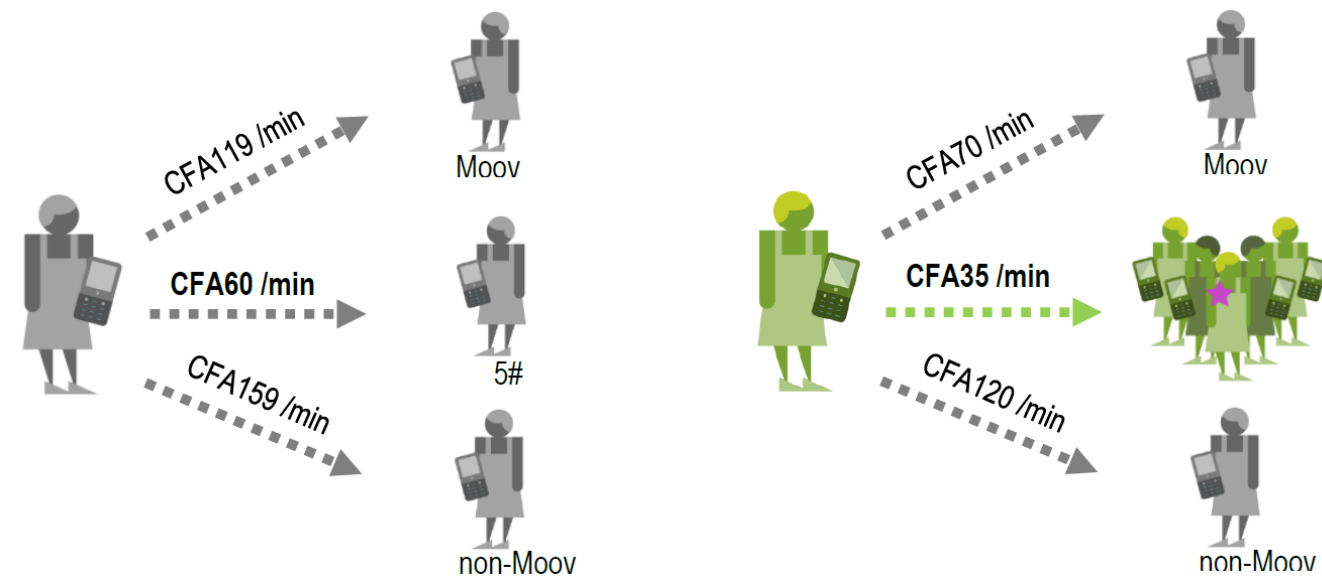 CFA119 /min
Moov
CFA60 /min
5#
CFA159 /min
non-Moov
CFA70 /min
Moov
CFA35 /min
CFA120 /min
non-Moov